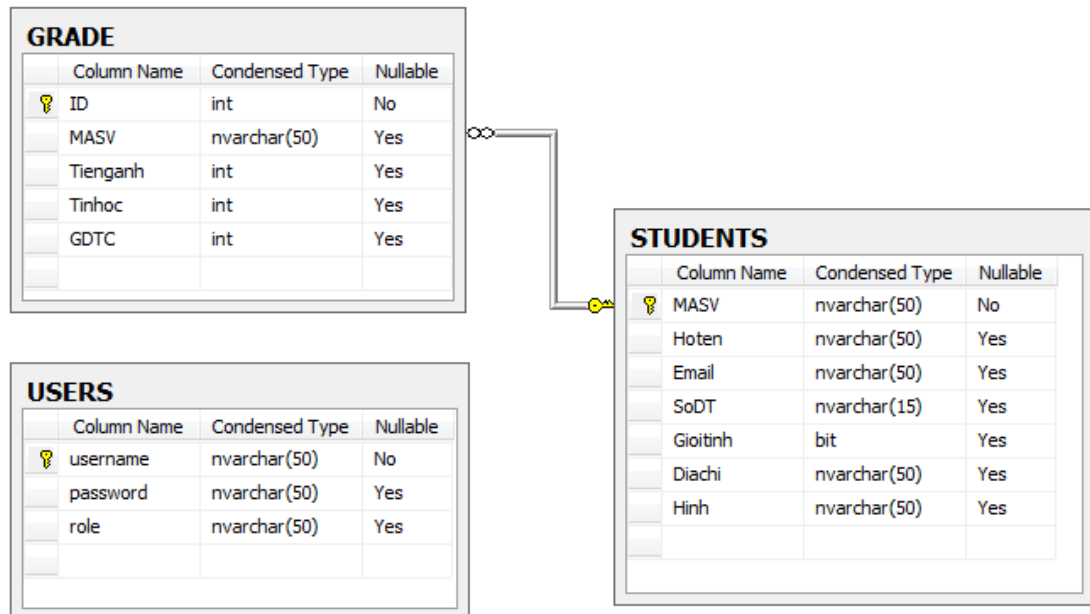 GRADE
Column Name Condensed Type Nullable
ID int No
MASV nvarchar(50) Yes
Tienganh int Yes
Tinhoc int Yes
GDTC int Yes
STUDENTS
Column Name Condensed Type Nullable
MASV nvarchar(50) No
Hoten nvarchar(50) Yes
Email nvarchar(50) Yes
SoDT nvarchar(15) Yes
Gioitinh bit Yes
Diachi nvarchar(50) Yes
Hinh nvarchar(50) Yes
USERS
Column Name Condensed Type Nullable
username nvarchar(50) No
password nvarchar(50) Yes
role nvarchar(50) Yes